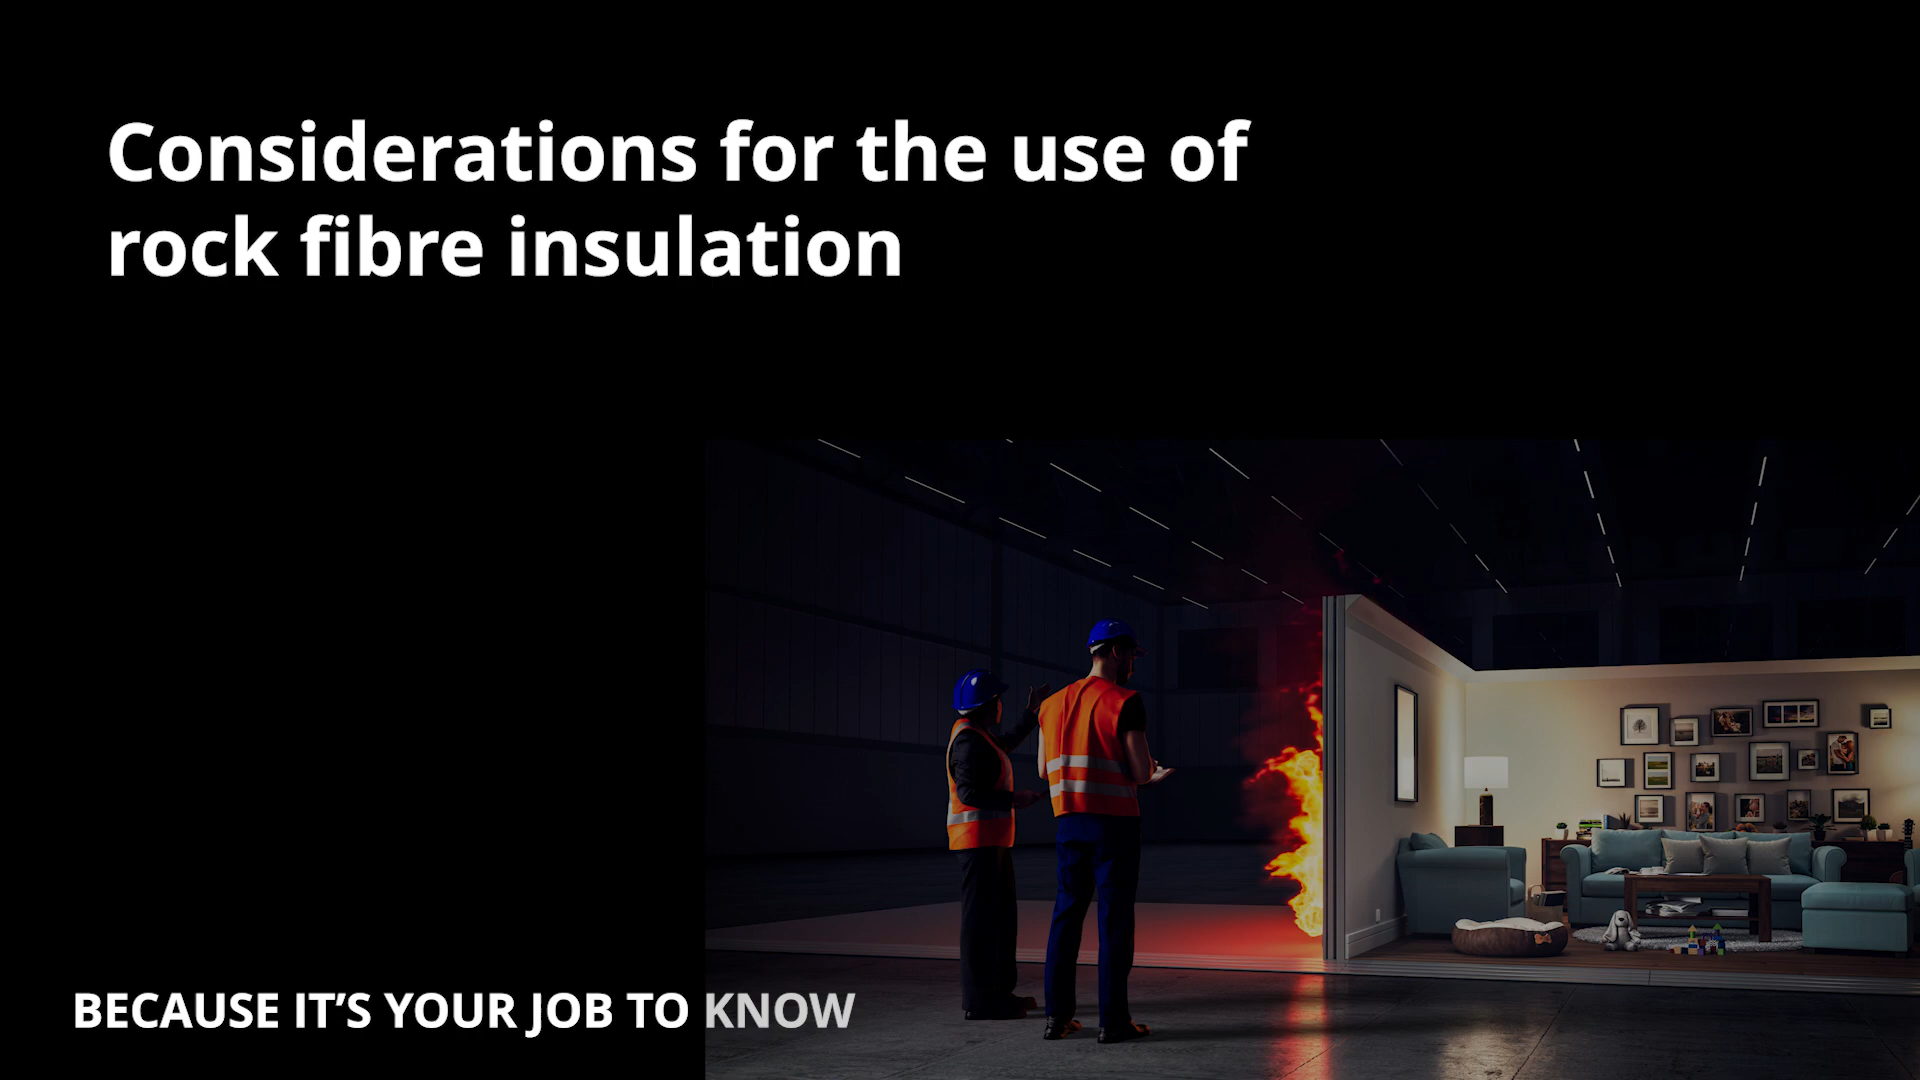 Considerations for the use of
rock fibre insulation
BECAUSE IT’S YOUR JOB TO KNOW